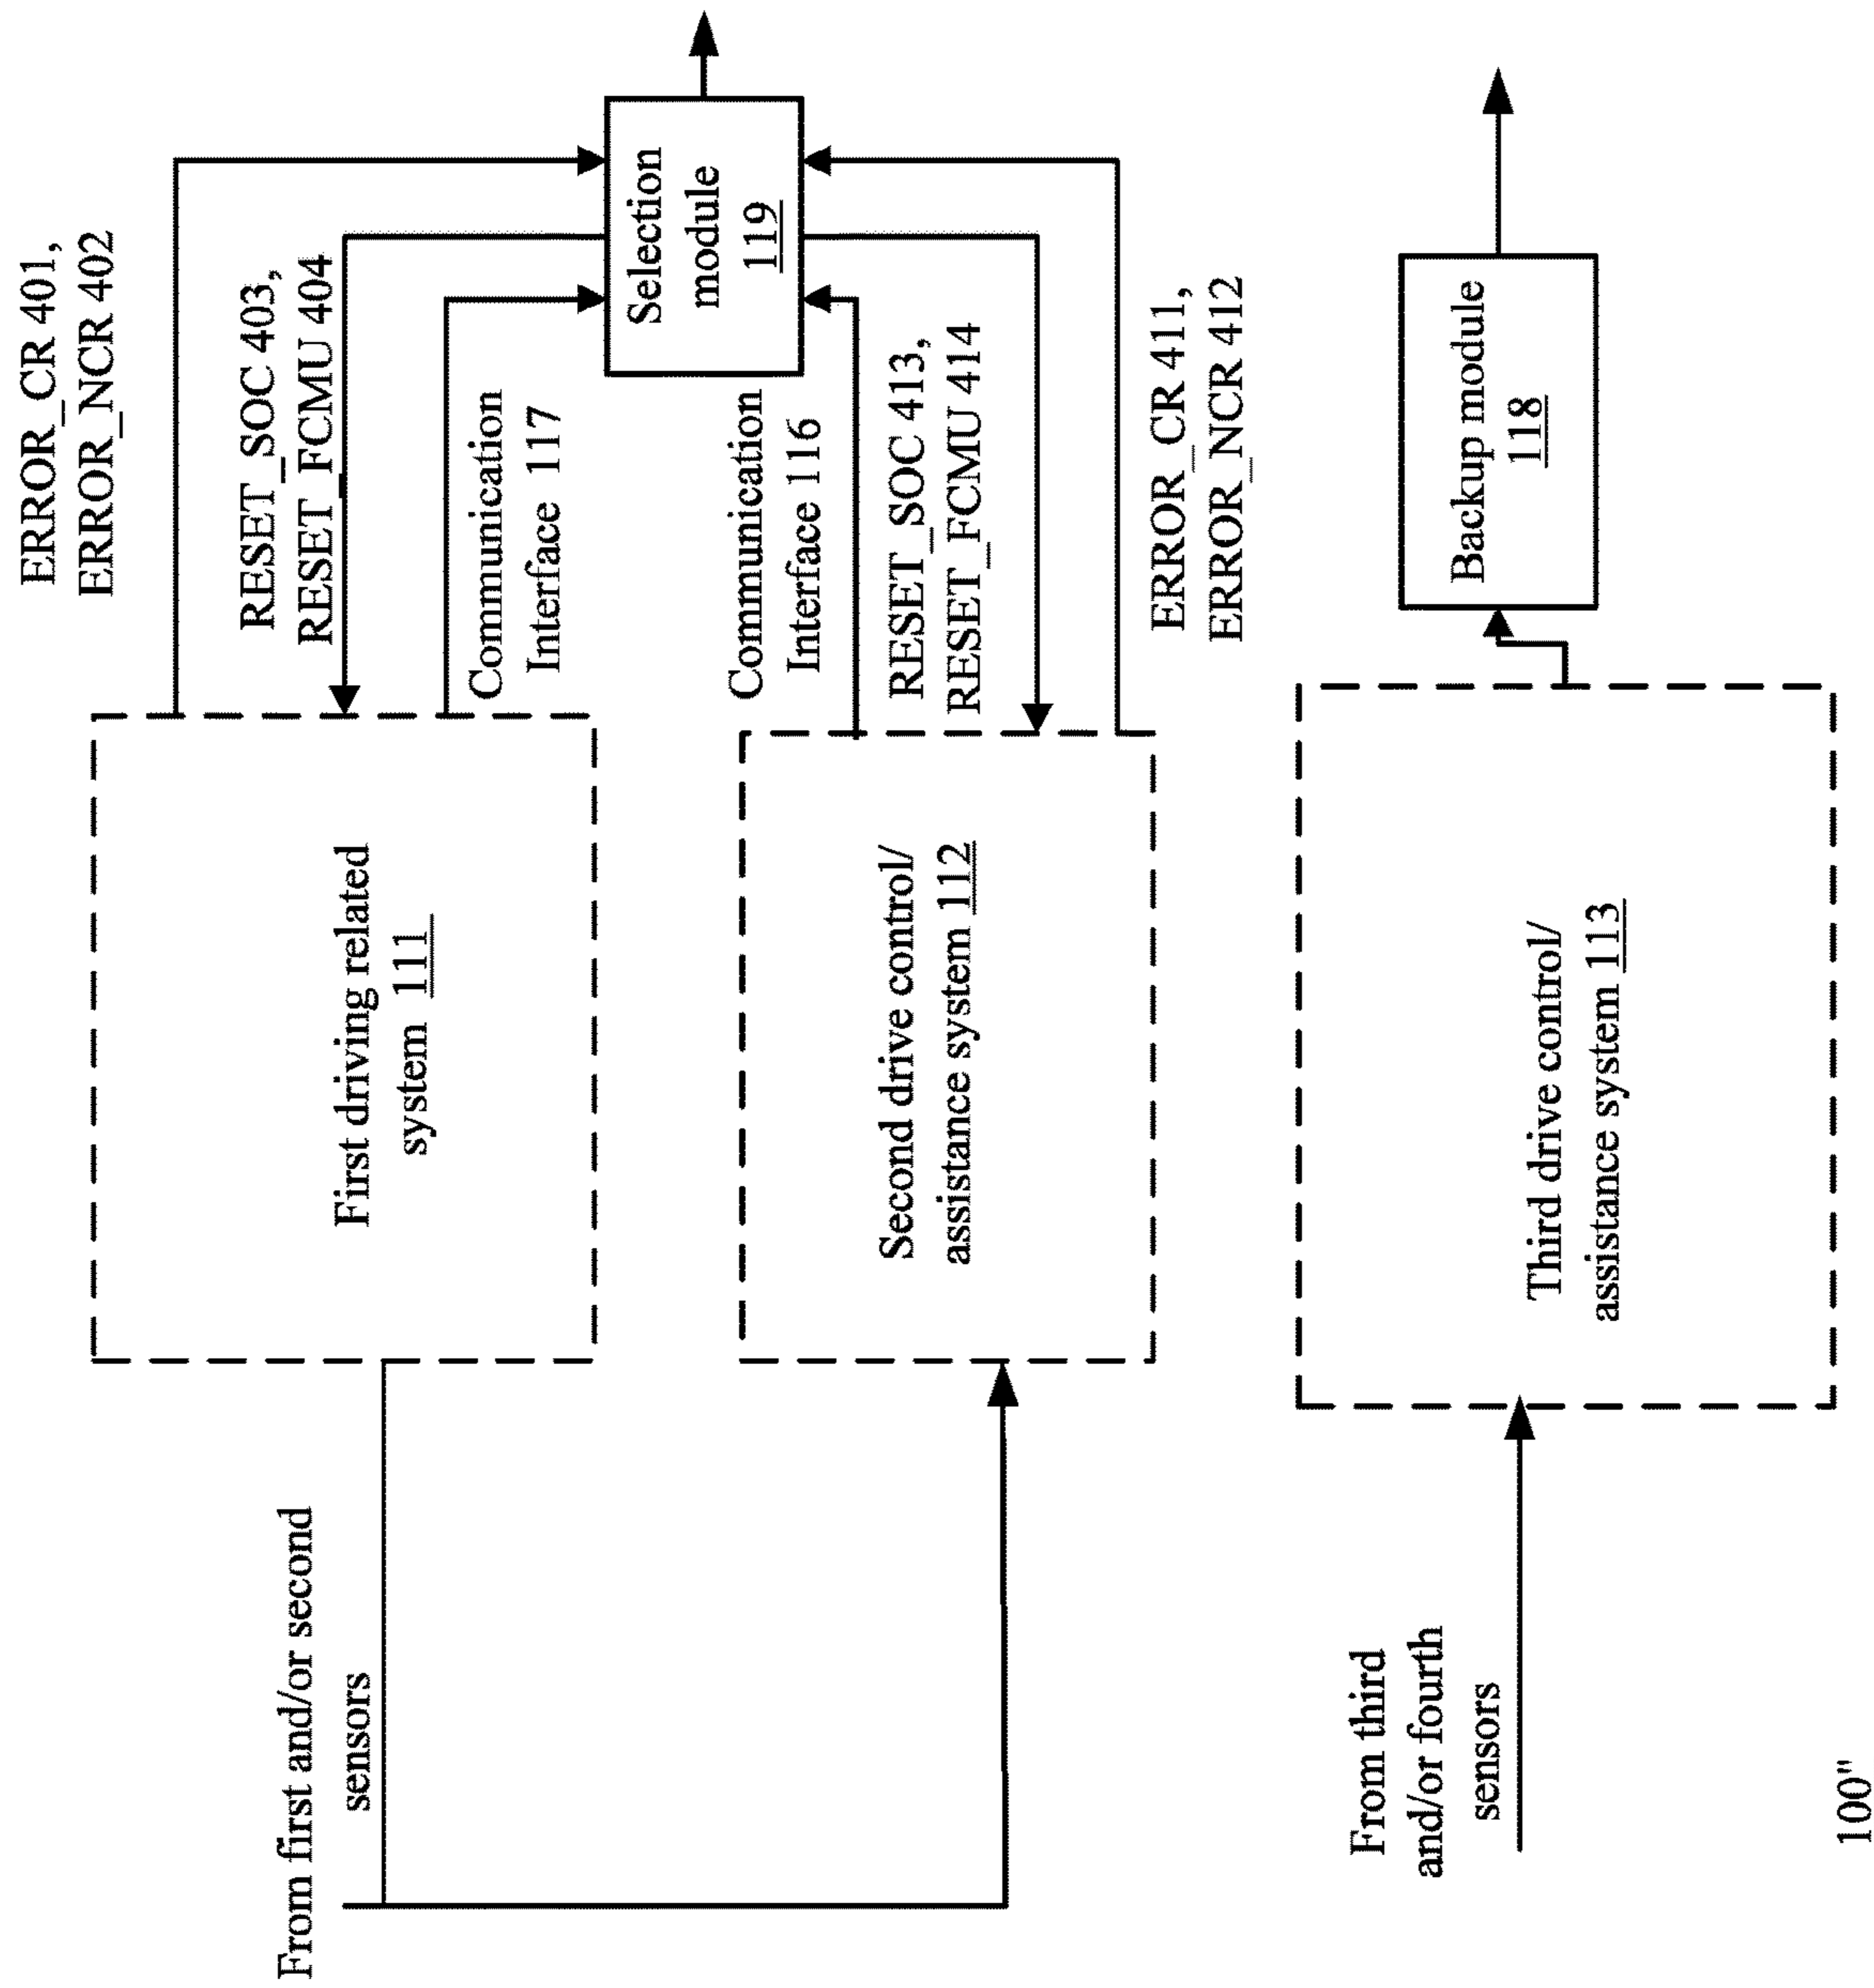 ERROR_CR 401,
ERROR_NCR 402
RESET_SOC 403,
RESET_FCMU 404
First driving related
system 111
Communication
Interface 117
From first and/or second
sensors
Selection
module
119
Communication
Interface 116
Second drive control/
assistance system 112
RESET_SOC 413,
RESET_FCMU 414
ERROR_CR 411,
ERROR_NCR 412
From third
and/or fourth
sensors
Third drive control/
assistance system 113
Backup module
118
100"